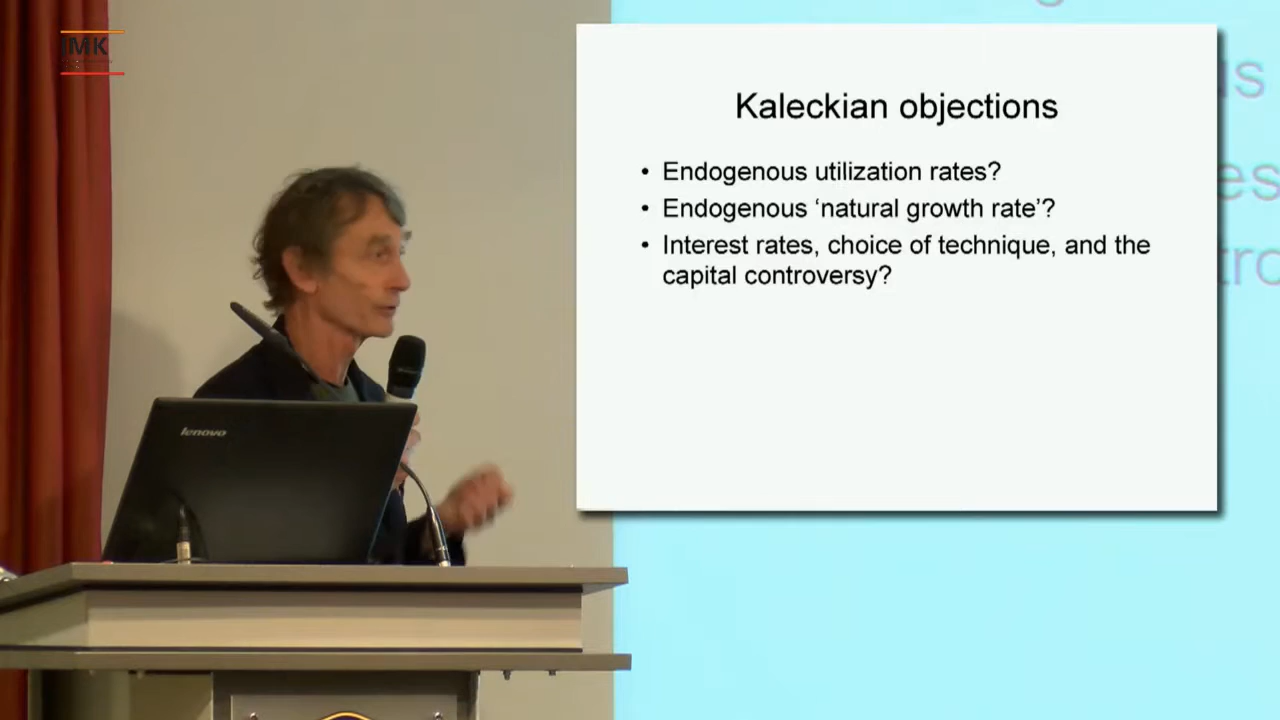 IMK
lenovo
Kaleckian objections
• Endogenous utilization rates?
• Endogenous ‘natural growth rate’?
• Interest rates, choice of technique, and the
capital controversy?